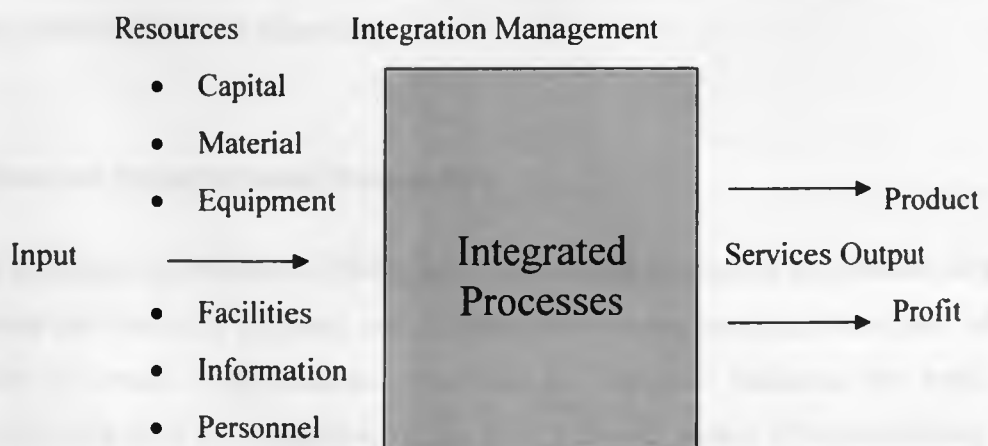 Resources Integration Management
• Capital
• Material
• Equipment
Product
Input
Integrated
Processes
Services Output
• Facilities
Profit
• Information
• Personnel